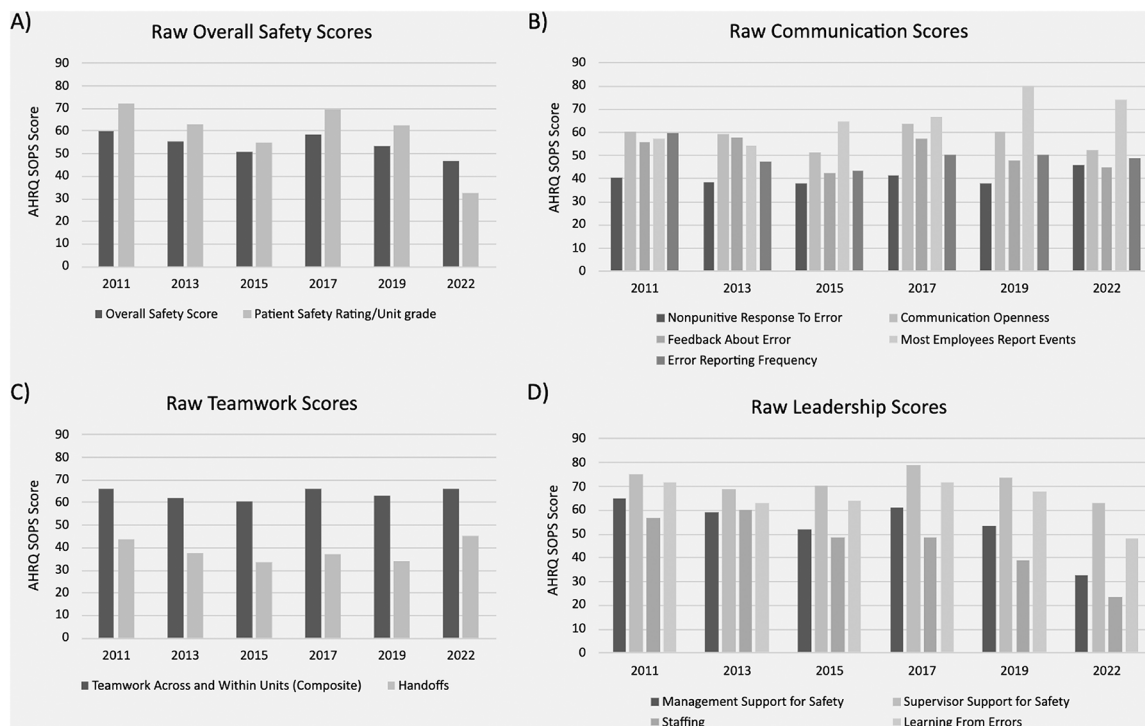 A)
Raw Overall Safety Scores
AHRQ SOPS Score
90
80
70
60
50
40
30
20
10
0
2011 2013 2015 2017 2019 2022
Overall Safety Score Patient Safety Rating/Unit grade
B)
Raw Communication Scores
AHRQ SOPS Score
90
80
70
60
50
40
30
20
10
0
2011 2013 2015 2017 2019 2022
Nonpunitive Response To Error Communication Openness
Feedback About Error Most Employees Report Events
Error Reporting Frequency
C)
Raw Teamwork Scores
AHRQ SOPS Score
90
80
70
60
50
40
30
20
10
0
2011 2013 2015 2017 2019 2022
Teamwork Across and Within Units (Composite) Handoffs
D)
Raw Leadership Scores
AHRQ SOPS Score
90
80
70
60
50
40
30
20
10
0
2011 2013 2015 2017 2019 2022
Management Support for Safety Supervisor Support for Safety
Staffing Learning From Errors